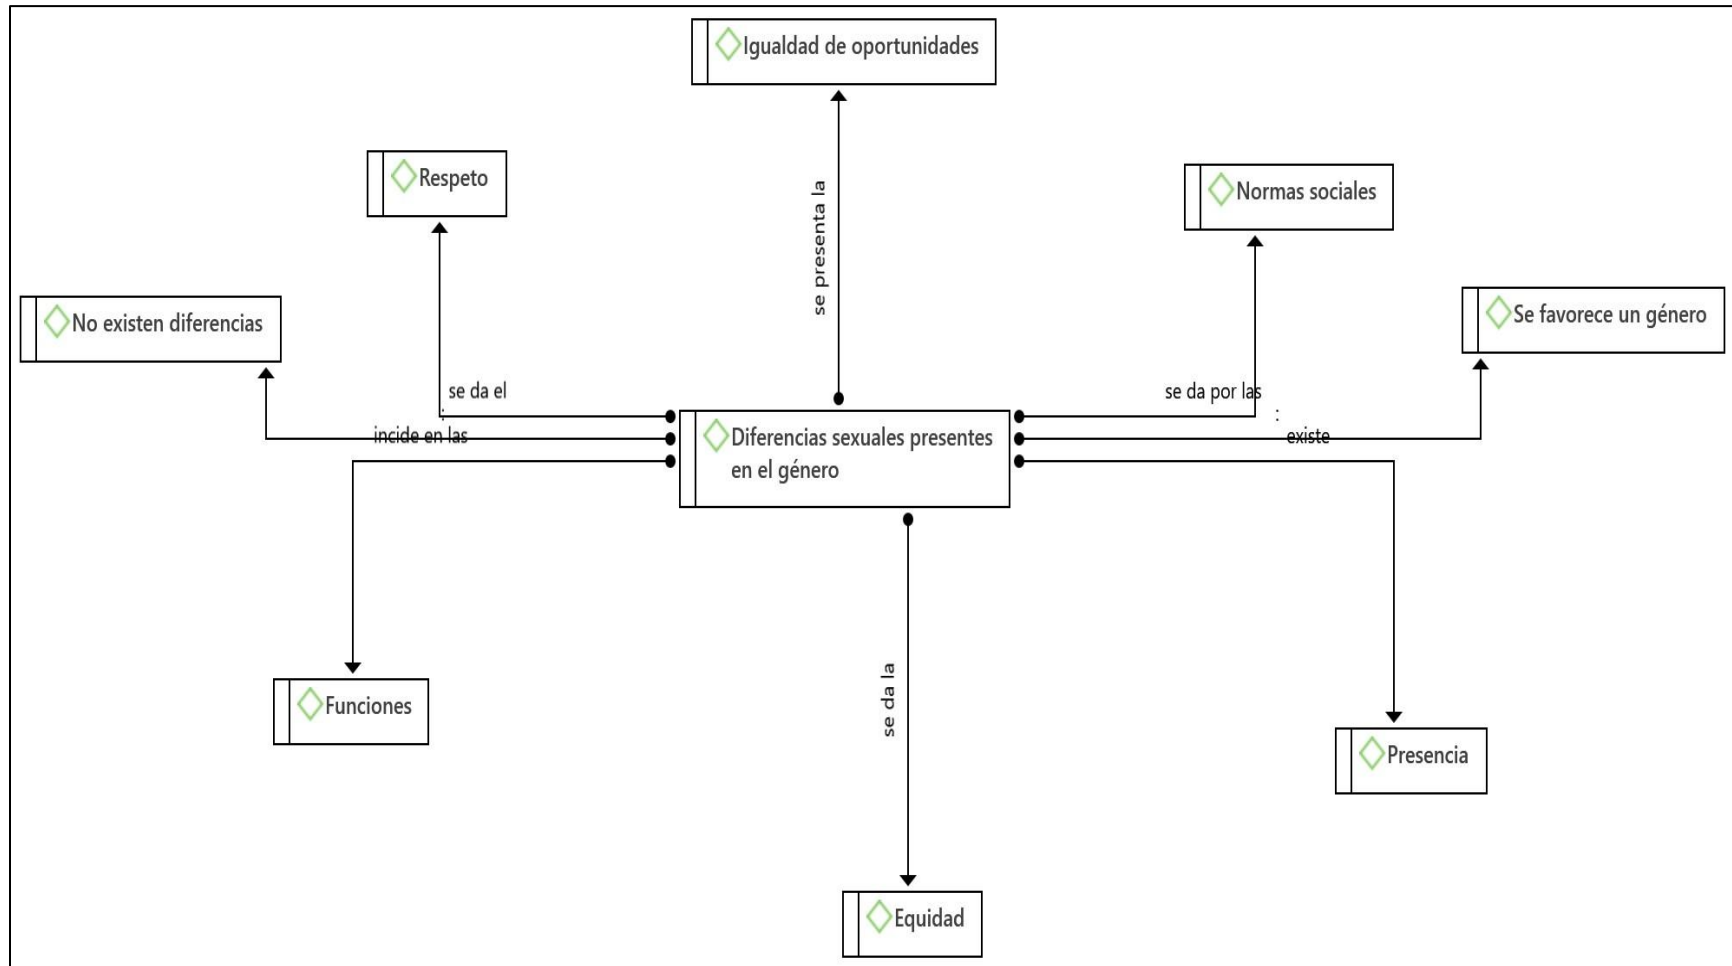 Igualdad de oportunidades
Respeto
Normas sociales
se presenta la
No existen diferencias
Se favorece un género
se da el
:
se da por las
:
incide en las
existe
Diferencias sexuales presentes
en el género
Funciones
se da la
Presencia
Equidad